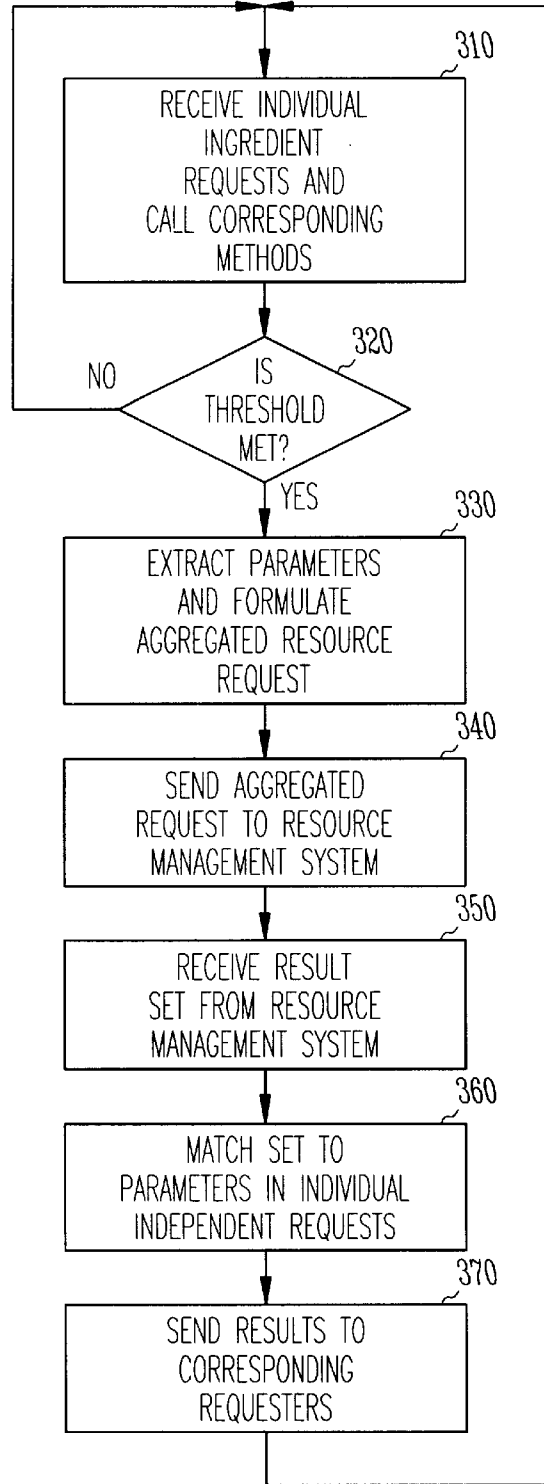 310
RECEIVE INDIVIDUAL
INGREDIENT
REQUESTS AND
CALL CORRESPONDING
METHODS
320
NO
IS
THRESHOLD
MET?
YES
330
EXTRACT PARAMETERS
AND FORMULATE
AGGREGATED RESOURCE
REQUEST
340
SEND AGGREGATED
REQUEST TO RESOURCE
MANAGEMENT SYSTEM
350
RECEIVE RESULT
SET FROM RESOURCE
MANAGEMENT SYSTEM
360
MATCH SET TO
PARAMETERS IN INDIVIDUAL
INDEPENDENT REQUESTS
370
SEND RESULTS TO
CORRESPONDING
REQUESTERS